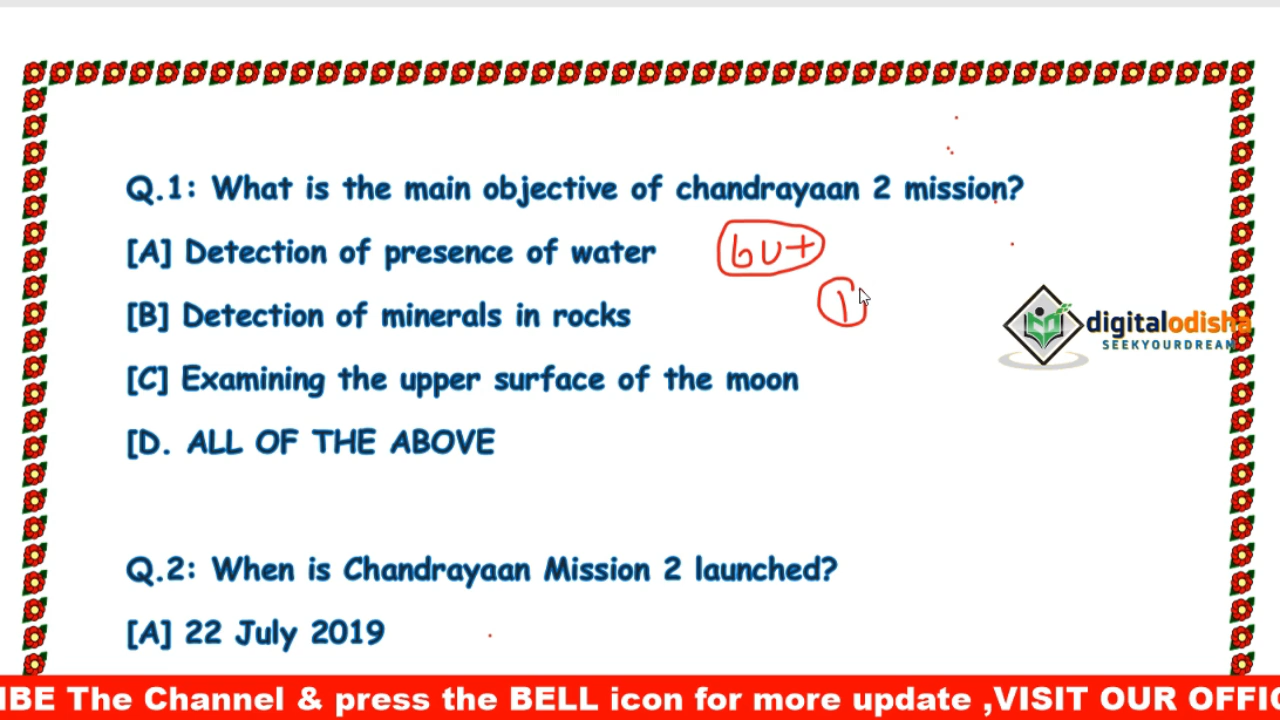 Q.1: What is the main objective of chandrayaan 2 mission?
[A] Detection of presence of water
60+
[B] Detection of minerals in rocks
[C] Examining the upper surface of the moon
[D. ALL OF THE ABOVE
digitalodisha
SEEKYOURDREAM
Q.2: When is Chandrayaan Mission 2 launched?
[A] 22 July 2019
The Channel & press the BELL icon for more update ,VISIT OUR